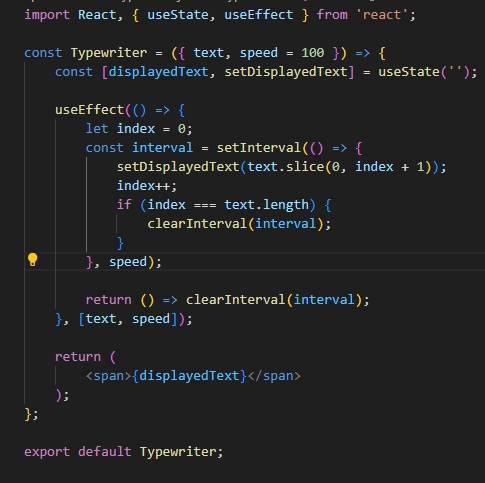 import React, { useState, useEffect } from 'react';
const Typewriter = ({ text, speed = 100 }) => {
    const [displayedText, setDisplayedText] = useState('');
    useEffect(() => {
        let index = 0;
        const interval = setInterval(() => {
            setDisplayedText(text.slice(0, index + 1));
            index++;
            if (index === text.length) {
                clearInterval(interval);
            }
        }, speed);
        return () => clearInterval(interval);
    }, [text, speed]);
    return (
        <span>{displayedText}</span>
    );
};
export default Typewriter;